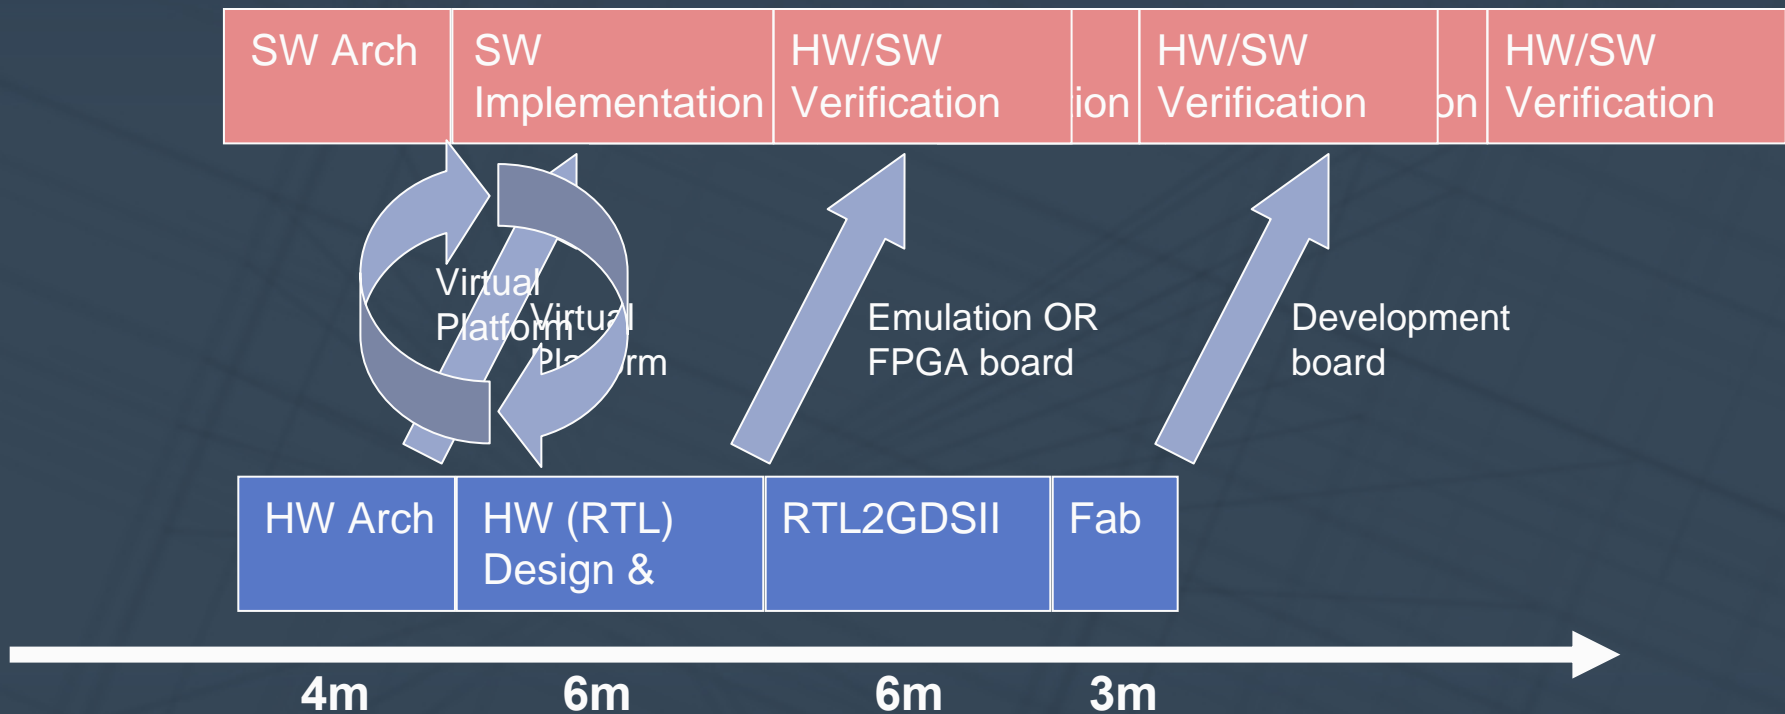 SW Arch
SW
Implementation
HW/SW
Verification
ion
HW/SW
Verification
on
HW/SW
Verification
Virtual
Platform
Virtual
Emulation OR
FPGA board
Development
board
HW Arch
HW (RTL)
Design &
RTL2GDSII
Fab
4m
6m
6m
3m